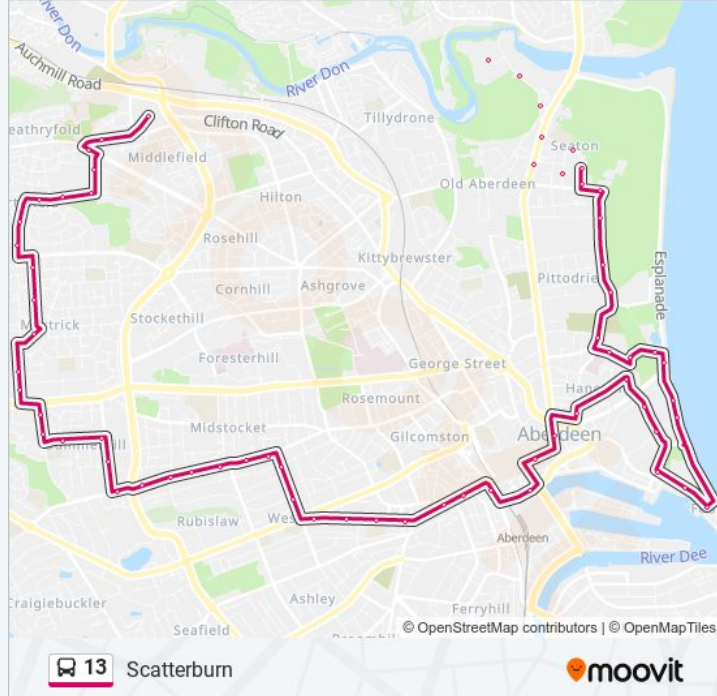 River Don
Auchmill Road
River Don
Clifton Road
Tillydrone
Middlefield
Seaton
Old Aberdeen
Hilton
Rosehill
Kittybrewster
Esplanade
Cornhill
Ashgrove
Pittodrie
Stockethill
Foresterhill
George Street
Rosemount
Midstocket
Gilcomston
Aberdeen
Rubislaw
Aberdeen
River Dee
Craigiebuckler
Ashley
Ferryhill
Seafield
© OpenStreetMap contributors | © OpenMapTiles
13 Scatterburn
moovit